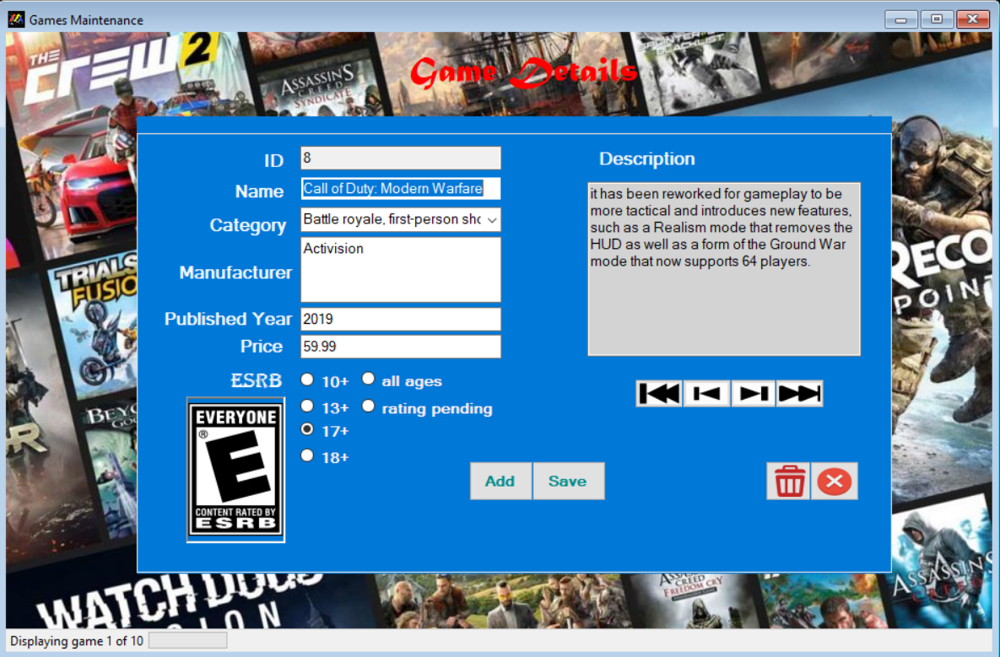 Games Maintenance
THE
CREW 2
ASSASSIN'S
CREED
SYNDICATE
BLACKLIST
Game Details
ID
8
Name
Call of Duty: Modern Warfare
Category
Battle royale, first-person sho
Manufacturer
Activision
Published Year
2019
Price
59.99
ESRB
10+
all ages
13+
rating pending
17+
18+
EVERYONE
®
E
CONTENT RATED BY
ESRB
Description
it has been reworked for gameplay to be
more tactical and introduces new features,
such as a Realism mode that removes the
HUD as well as a form of the Ground War
mode that now supports 64 players.
Add
Save
TRIALS
FUSIO
BEY
RECO
POIN
WATCH DOGS
ION
ASSASSIN'S
CREED
FREEDOM CRY
ASSASSIN'S
Displaying game 1 of 10